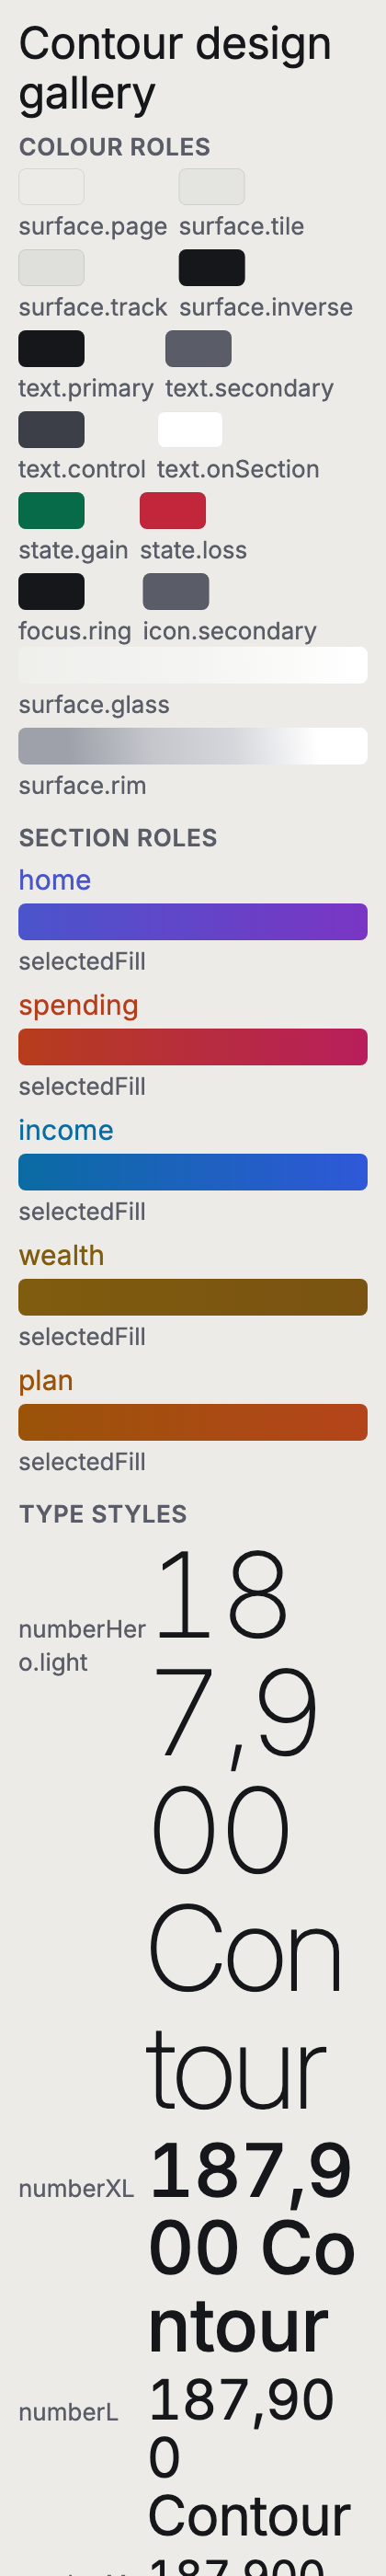 Contour design
gallery
COLOUR ROLES
surface.page surface.tile
surface.track surface.inverse
text.primary text.secondary
text.control text.onSection
state.gain state.loss
focus.ring icon.secondary
surface.glass
surface.rim
SECTION ROLES
home
selectedFill
spending
selectedFill
income
selectedFill
wealth
selectedFill
plan
selectedFill
TYPE STYLES
numberHer
o.light
18
7,9
00
Con
tour
numberXL
187,9
00 Co
ntour
numberL
187,90
0
Contour
187,900